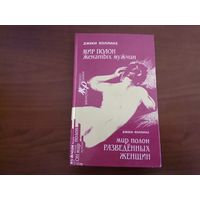 ДЖЕКИ КОЛЛИНЗ
МИР ПОЛОН
женатых мужчин
ДЖЕКИ КОЛЛИНЗ
мир полон
РАЗВЕДЁННЫХ
ЖЕНЩИН